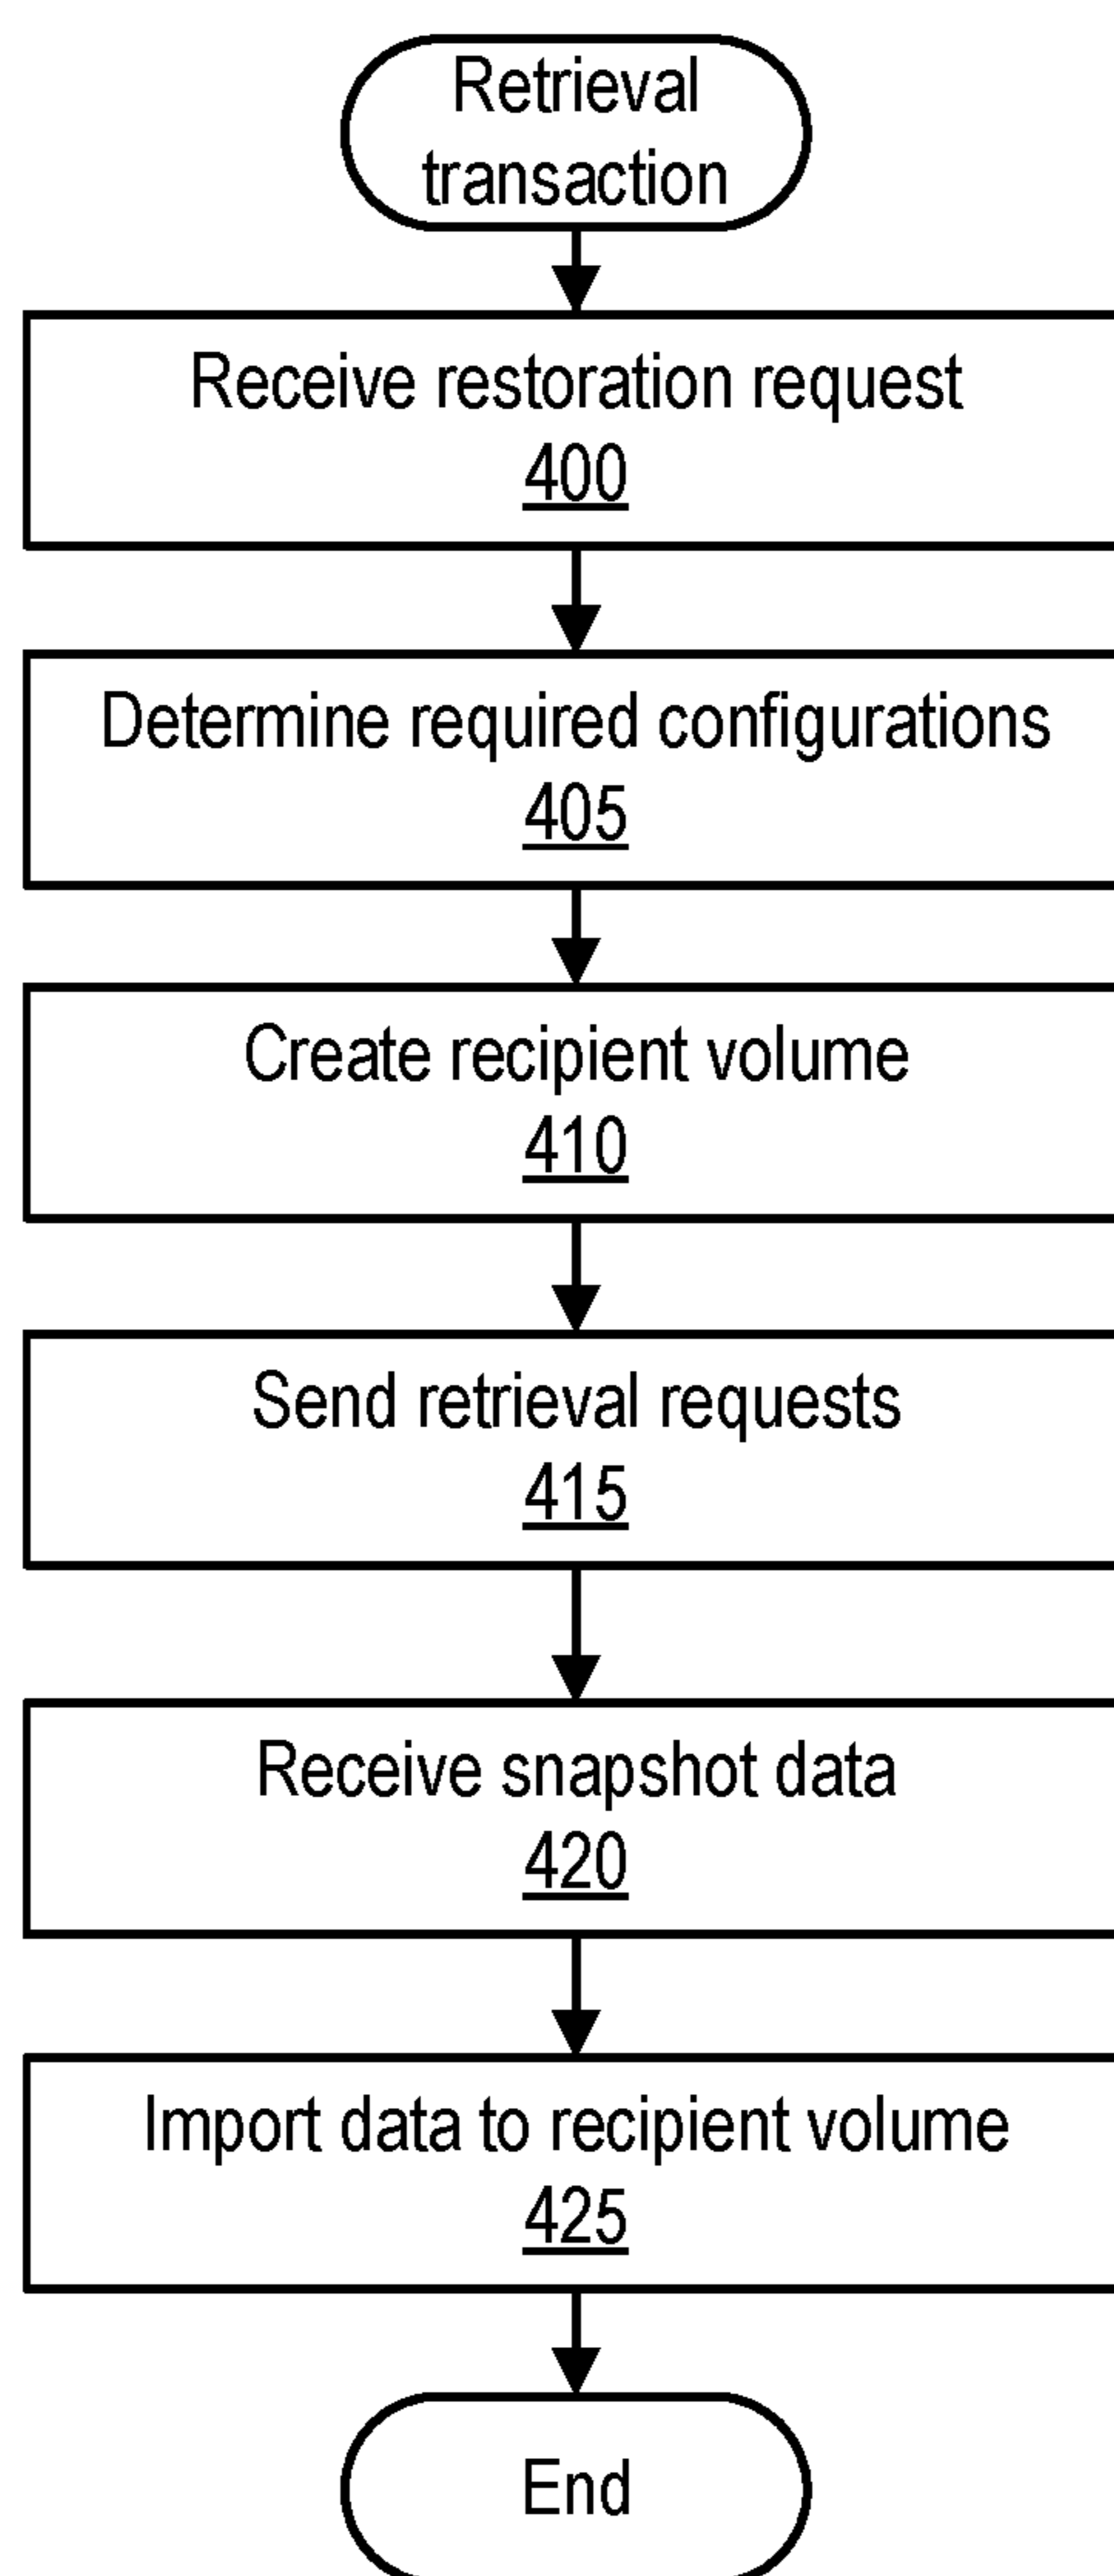 Retrieval
transaction
Receive restoration request
400
Determine required configurations
405
Create recipient volume
410
Send retrieval requests
415
Receive snapshot data
420
Import data to recipient volume
425
End